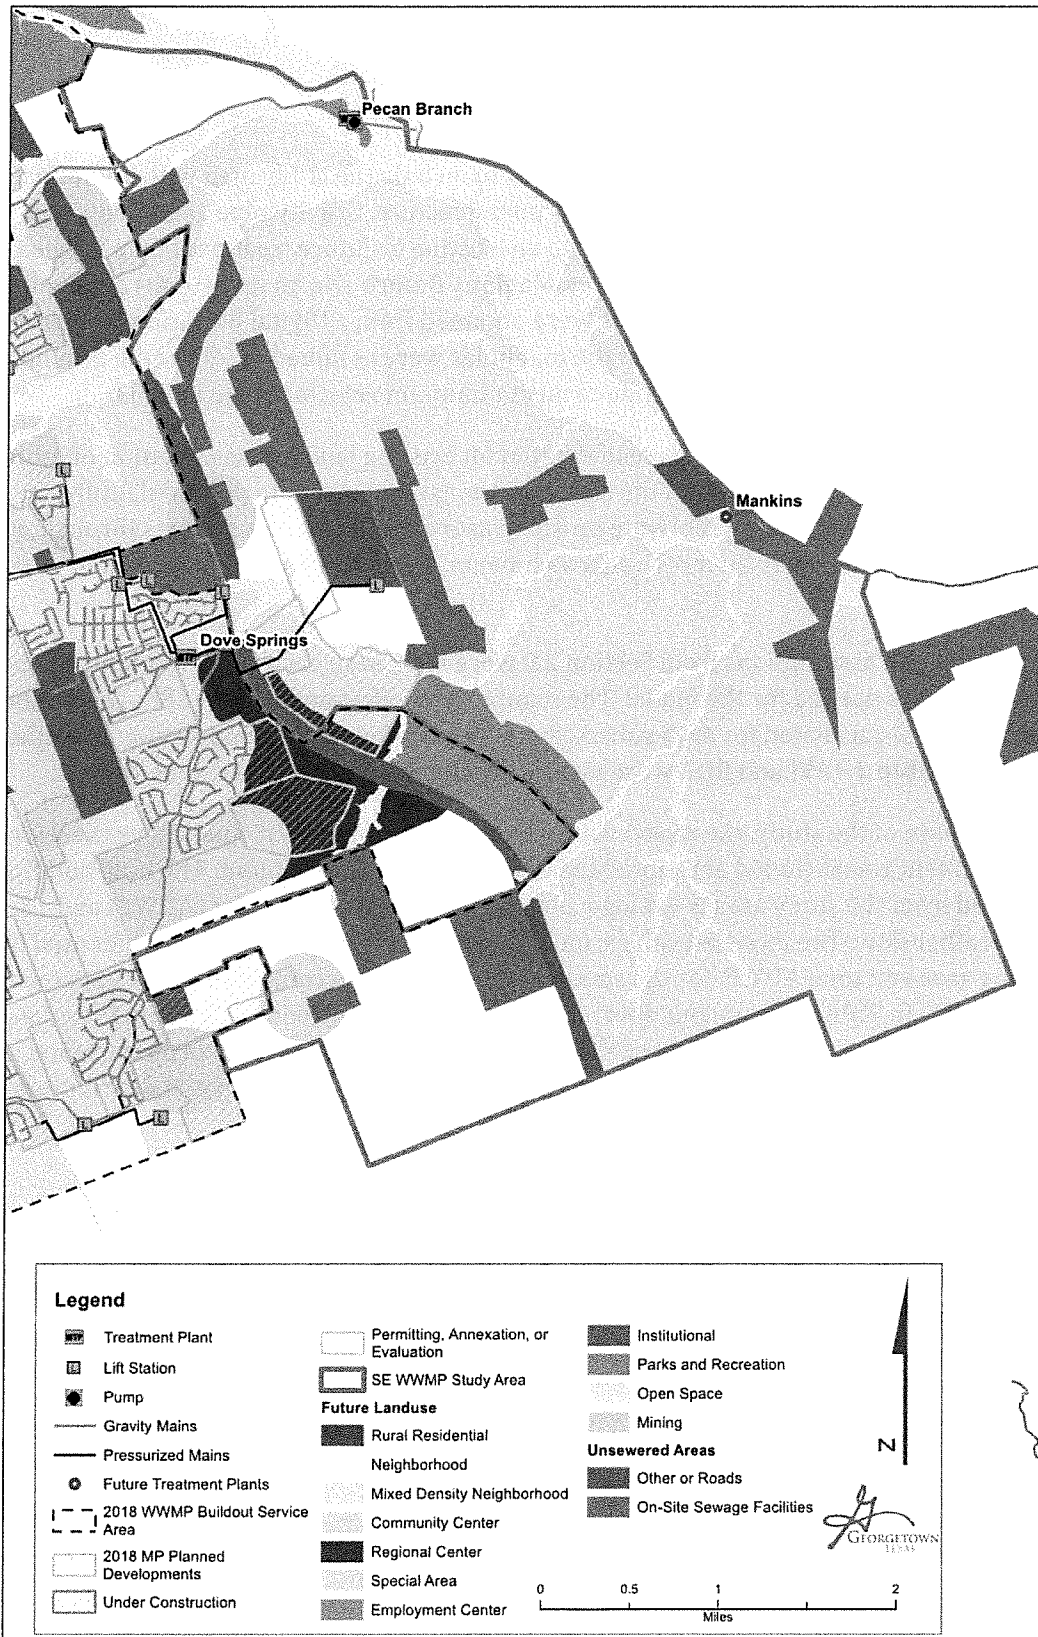 Pecan Branch
Mankins
L
L
L
L
L
Dove Springs
WTP
L
L
Legend
WTP Treatment Plant
L Lift Station
Pump
Gravity Mains
Pressurized Mains
Future Treatment Plants
2018 WWMP Buildout Service
Area
2018 MP Planned
Developments
Under Construction
Permitting, Annexation, or
Evaluation
SE WWMP Study Area
Future Landuse
Rural Residential
Neighborhood
Mixed Density Neighborhood
Community Center
Regional Center
Special Area
Employment Center
Institutional
Parks and Recreation
Open Space
Mining
Unsewered Areas
Other or Roads
On-Site Sewage Facilities
N
G
GEORGETOWN
TEXAS
0 0.5 1 2
Miles